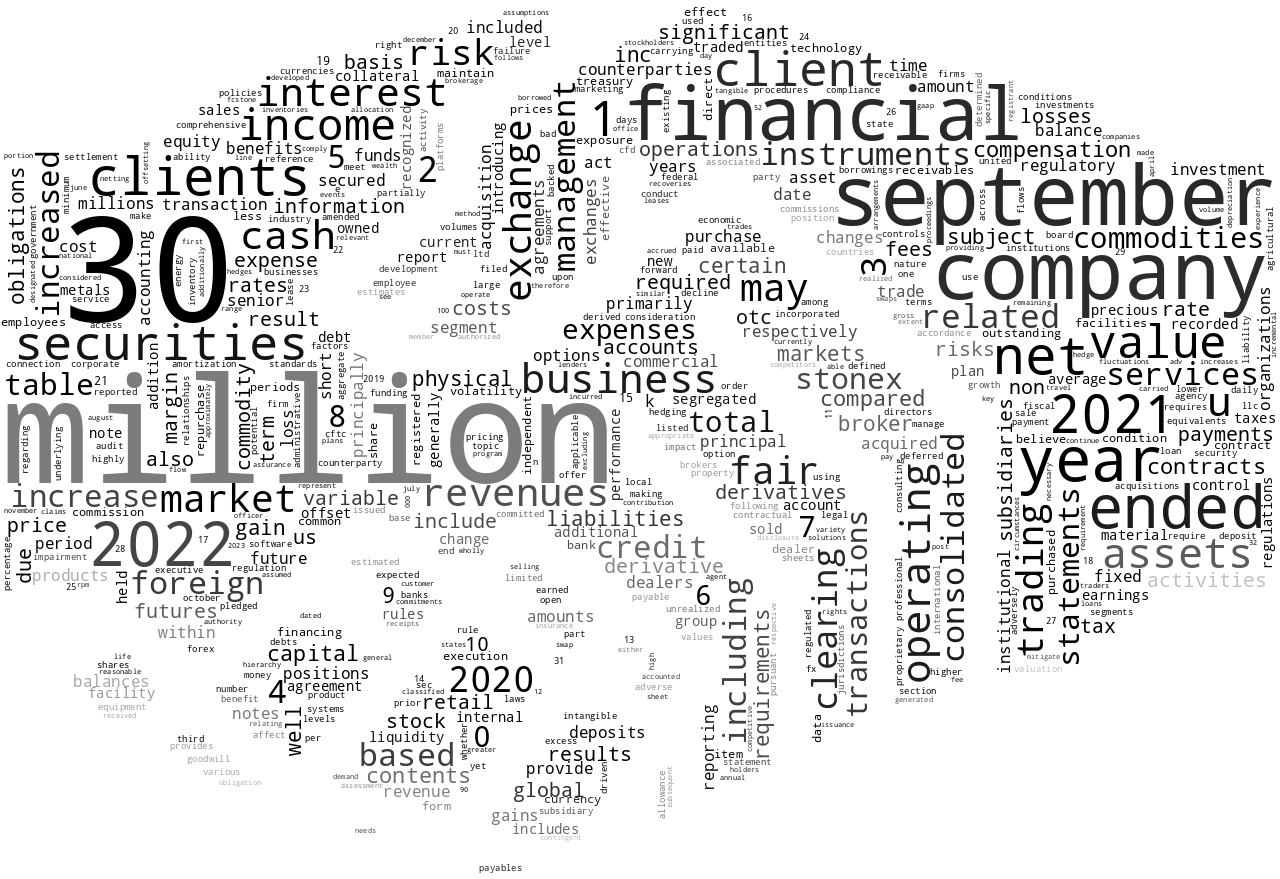 assumptions
effect
december
20
included
used
16
right
significant
stockholders
entities
24
19
basis
risk
failure
follows
level
inc
carrying
traded
technology
currencies
collateral
maintain
counterparties
day
client
time
policies
developed
interest
brokerage
treasury
receivable
firms
fcstone
inventories
allocation
borrowed
marketing
tangible
procedures
compliance
amount
conditions
sales
income
prices
1
financial
investments
losses
comprehensive
activity
platforms
recognized
management
existing
direct
52
26
gaap
determined
specific
registrant
balance
equity
benefits
comply
5
funds
2
bad
days
office
exposure
cfd
operations
state
companies
portion
settlement
ability
line
reference
meet
wealth
introducing
exchange
act
years
associated
instruments
compensation
netting
offsetting
clients
secured
partially
acquisition
agreements
backed
support
exchanges
effective
federal
recoveries
party
asset
borrowings
receivables
united
regulatory
made
april
investment
obligations
increased
minimum
june
millions
transaction
information
events
method
conduct
leases
date
september
make
less
industry
amended
owned
volumes
commissions
position
arrangements
proceedings
across
flows
volume
depreciation
experience
agricultural
government
designated
cost
national
30
first
energy
inventory
additionally
cash
relevant
22
current
economic
trades
purchase
changes
controls
fees
subject
board
commodities
considered
metals
service
accounting
hedges
expense
businesses
report
must
ltd
filed
upon
therefore
accrued
paid
available
countries
providing
institutions
29
company
rates
lease
23
development
new
forward
certain
3
nature
one
use
employees
access
senior
range
employee
estimates
see
large
operate
required
similar
decline
may
among
realized
swaps
trade
terms
remaining
precious
rate
organizations
incremental
securities
result
100
costs
primarily
derived
consideration
otc
incorporated
gross
extent
related
facilities
recorded
debt
factors
segment
member
authorized
expenses
respectively
accordance
outstanding
liability
connection
corporate
amortization
standards
short
aggregate
principally
options
accounts
currently
markets
risks
net
value
table
21
reported
addition
margin
relationships
repurchase
approximately
commodity
periods
2019
funding
physical
volatility
lenders
business
commercial
competitors
able
defined
stonex
plan
hedge
fluctuations
adv
increases
services
million
regarding
august
note
audit
highly
underlying
also
flow
firm
term
potential
administrative
loss
assurance
8
cftc
plans
share
counterparty
registered
generally
pricing
topic
program
independent
n
incurred
15
k
order
segregated
compared
growth
key
non
travel
average
carried
lower
daily
agency
llc
applicable
excluding
offer
performance
hedging
listed
appropriate
impact
total
principal
option
11
directors
broker
manage
acquired
fiscal
sale
payment
2021
requires
equivalents
u
taxes
payments
brokers
property
pay
believe
continue
condition
loan
security
contract
year
contracts
increase
market
represent
variable
july
00
revenues
local
making
contribution
fair
using
derivatives
consulting
operating
consolidated
institutional subsidiaries
circumstances
necessary
acquisitions
control
november
claims
commission
officer
offset
issued
base
committed
include
liabilities
following
contractual
account
legal
trading
ended
percentage
price
2022
17
gain
us
common
change
additional
sold
7
variety
solutions
statements
purchased
requirement
material
require
deposit
32
regulations
due
period
impairment
28
2023
software
future
end
wholly
bank
credit
disclosure
dealer
sheets
clearing
transactions
post
18
assets
products
25
rpm
held
executive
regulation
assumed
foreign
estimated
selling
limited
derivative
dealers
agent
including
fixed
activities
october
pledged
expected
customer
9
banks
commitments
earned
open
payable
6
requirements
adversely
trademarks
loans
earnings
segments
futures
authority
rules
receipts
amounts
insurance
unrealized
group
values
pursuant
respective
regulated
rights
jurisdictions
proprietary professional
international
27
tax
within
forex
dated
financing
debt
rule
part
13
either
mitigate
valuation
life
shares
reasonable
capital
general
states
10
swap
execution
31
high
fx
higher
fee
balances
facility
hierarchy
money
positions
14
sec
classified
2020
12
accounted
adverse
sheet
section
generated
equipment
received
number
benefit
4
agreement
product
prior
retail
laws
notes
relating
systems
levels
stock
internal
intangible
competitive
data
issuance
third
provides
goodwill
affect
well
per
liquidity
whether
0
greater
deposits
reporting
item
statement
holders
annual
various
obligation
based
yet
excess
results
demand
assessment
contents
90
provide
driven
allowance
subsequent
revenue
global
currency
form
gains
subsidiary
includes
contingent
needs
payables